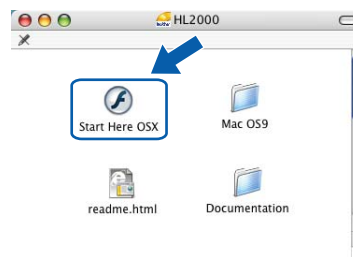 HL2000
Start Here OSX
Mac OS9
readme.html
Documentation